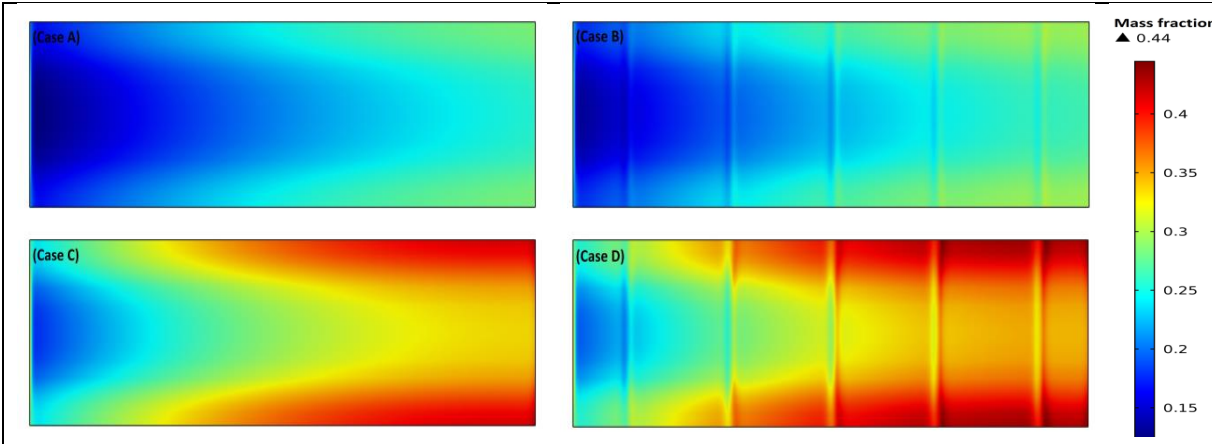 (Case A)
(Case B)
Mass fraction
▲ 0.44
0.4
0.35
0.3
0.25
0.2
0.15
(Case C)
(Case D)